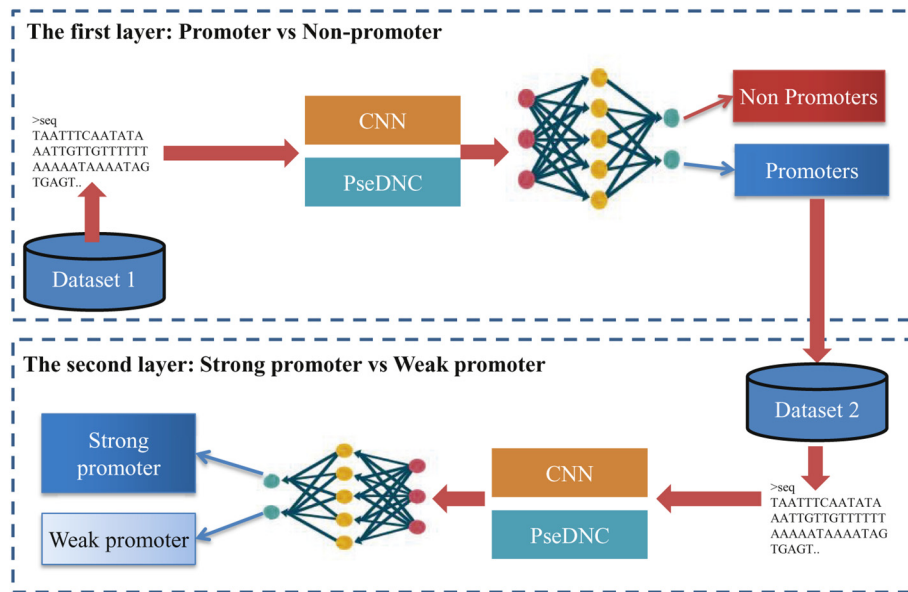 The first layer: Promoter vs Non-promoter
>seq
TAATTTCAATATA
AATTGTTGTTTTTT
AAAAATAAAATAG
TGAGT..
CNN
PseDNC
Non Promoters
Promoters
Dataset 1
The second layer: Strong promoter vs Weak promoter
Dataset 2
Strong
promoter
Weak promoter
CNN
PseDNC
>seq
TAATTTCAATATA
AATTGTTGTTTTTT
AAAAATAAAATAG
TGAGT..